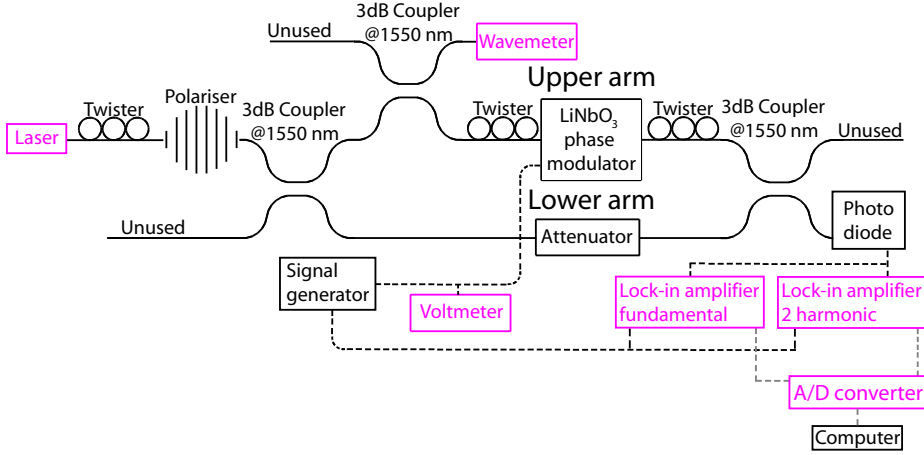 3dB Coupler
@1550 nm
Unused
Wavemeter
Upper arm
Twister
Polariser
3dB Coupler
@1550 nm
Twister
LiNbO₃
phase
modulator
Twister
3dB Coupler
@1550 nm
Unused
Laser
Lower arm
Unused
Attenuator
Photo
diode
Signal
generator
Voltmeter
Lock-in amplifier
fundamental
Lock-in amplifier
2 harmonic
A/D converter
Computer